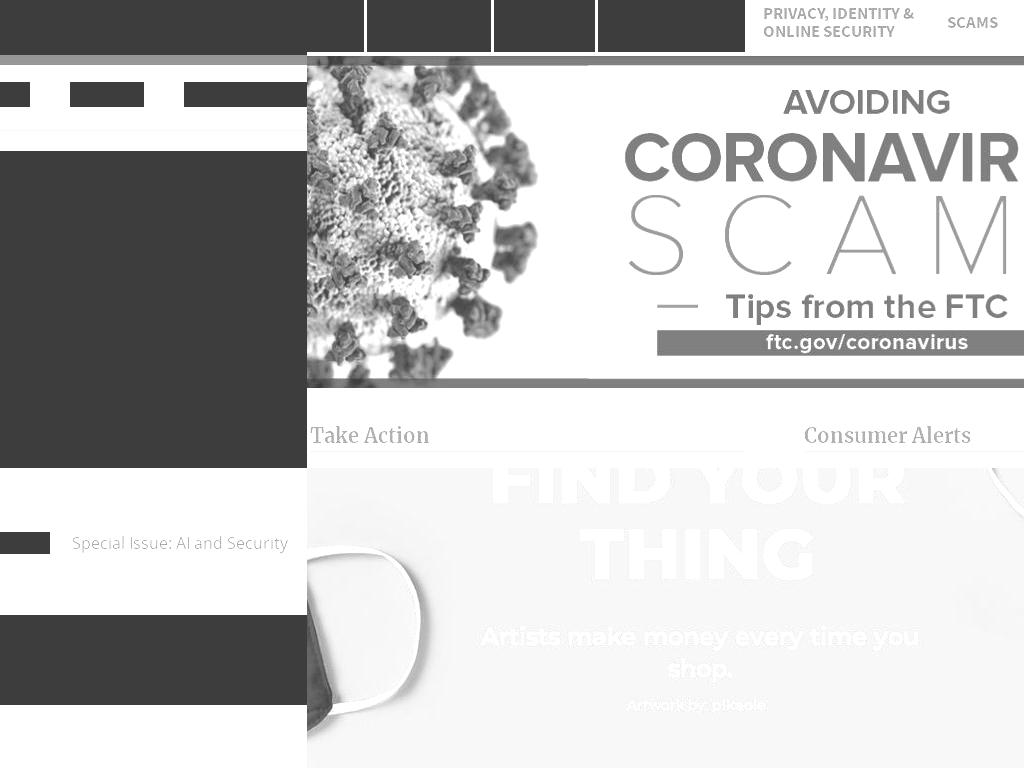 PRIVACY, IDENTITY &
ONLINE SECURITY
SCAMS
AVOIDING
CORONAVIR
SCAM
Tips from the FTC
ftc.gov/coronavirus
Take Action
Consumer Alerts
FIND YOUR
THING
Special Issue: AI and Security
Artists make money every time you
shop.
Artwork by: piksole